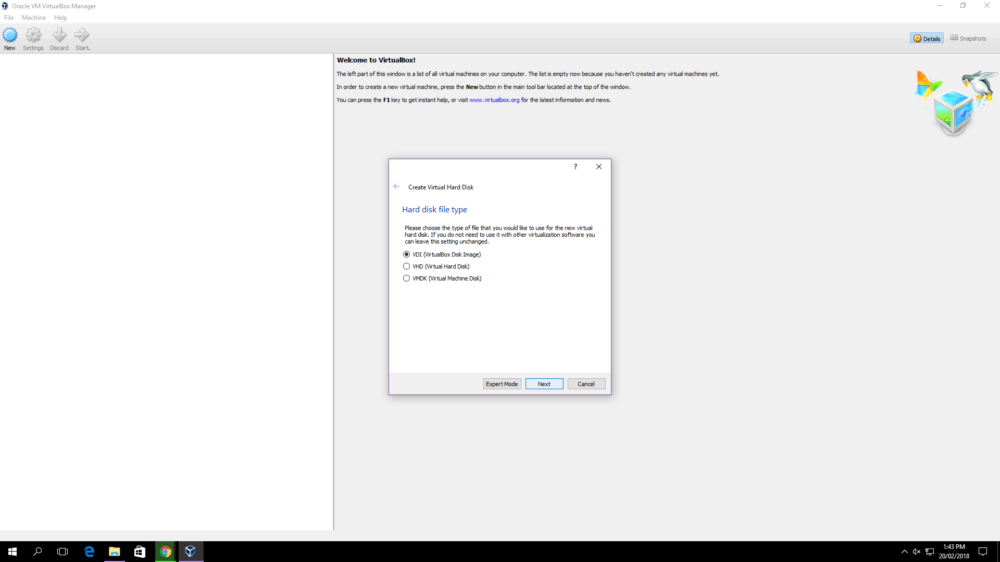 Oracle VM VirtualBox Manager
File Machine Help
New Settings Discard Start
Details Snapshots
Welcome to VirtualBox!
The left part of this window is a list of all virtual machines on your computer. The list is empty now because you haven't created any virtual machines yet.
In order to create a new virtual machine, press the New button in the main tool bar located at the top of the window.
You can press the F1 key to get instant help, or visit www.virtualbox.org for the latest information and news.
?
Create Virtual Hard Disk
Hard disk file type
Please choose the type of file that you would like to use for the new virtual
hard disk. If you do not need to use it with other virtualization software you
can leave this setting unchanged.
VDI (VirtualBox Disk Image)
VHD (Virtual Hard Disk)
VMDK (Virtual Machine Disk)
Expert Mode Next Cancel
1:43 PM
20/02/2018